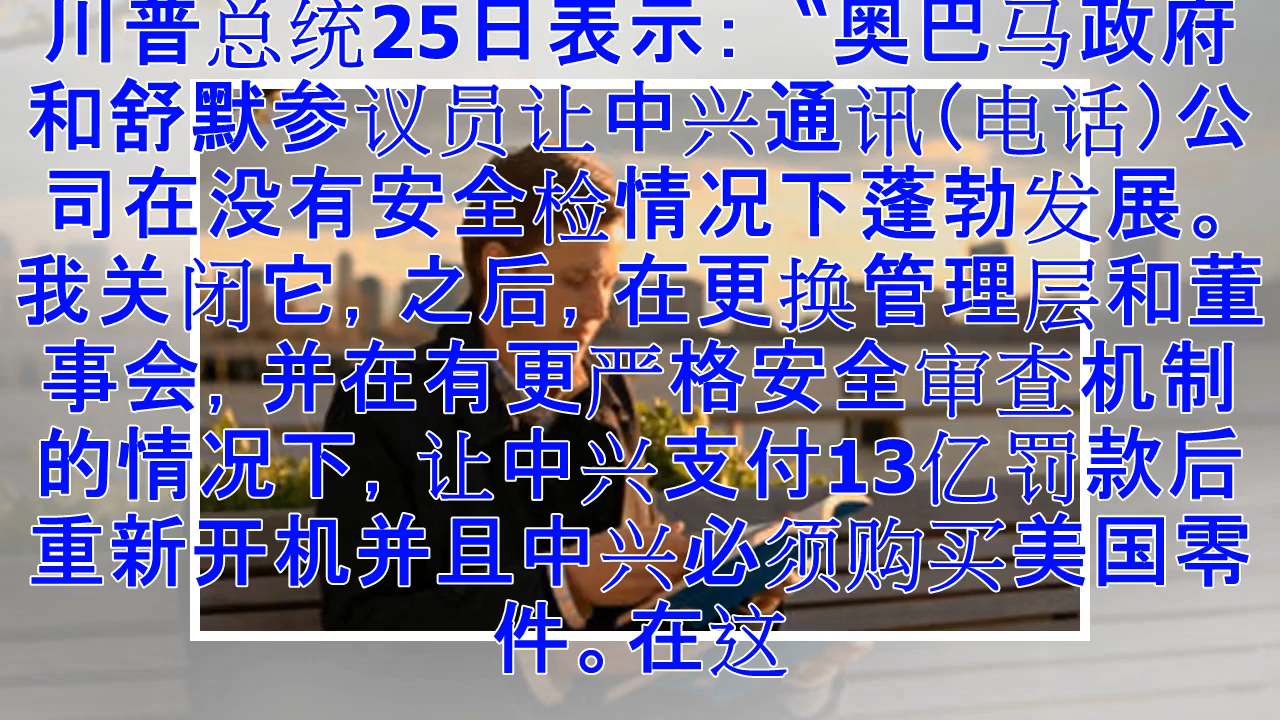 川普总统25日表示：〝奥巴马政府
和舒默参议员让中兴通讯(电话)公
司在没有安全检情况下蓬勃发展。
我关闭它, 之后, 在更换管理层和董
事会, 并在有更严格安全审查机制
的情况下, 让中兴支付13亿罚款后
重新开机并且中兴必须购买美国零
件。在这